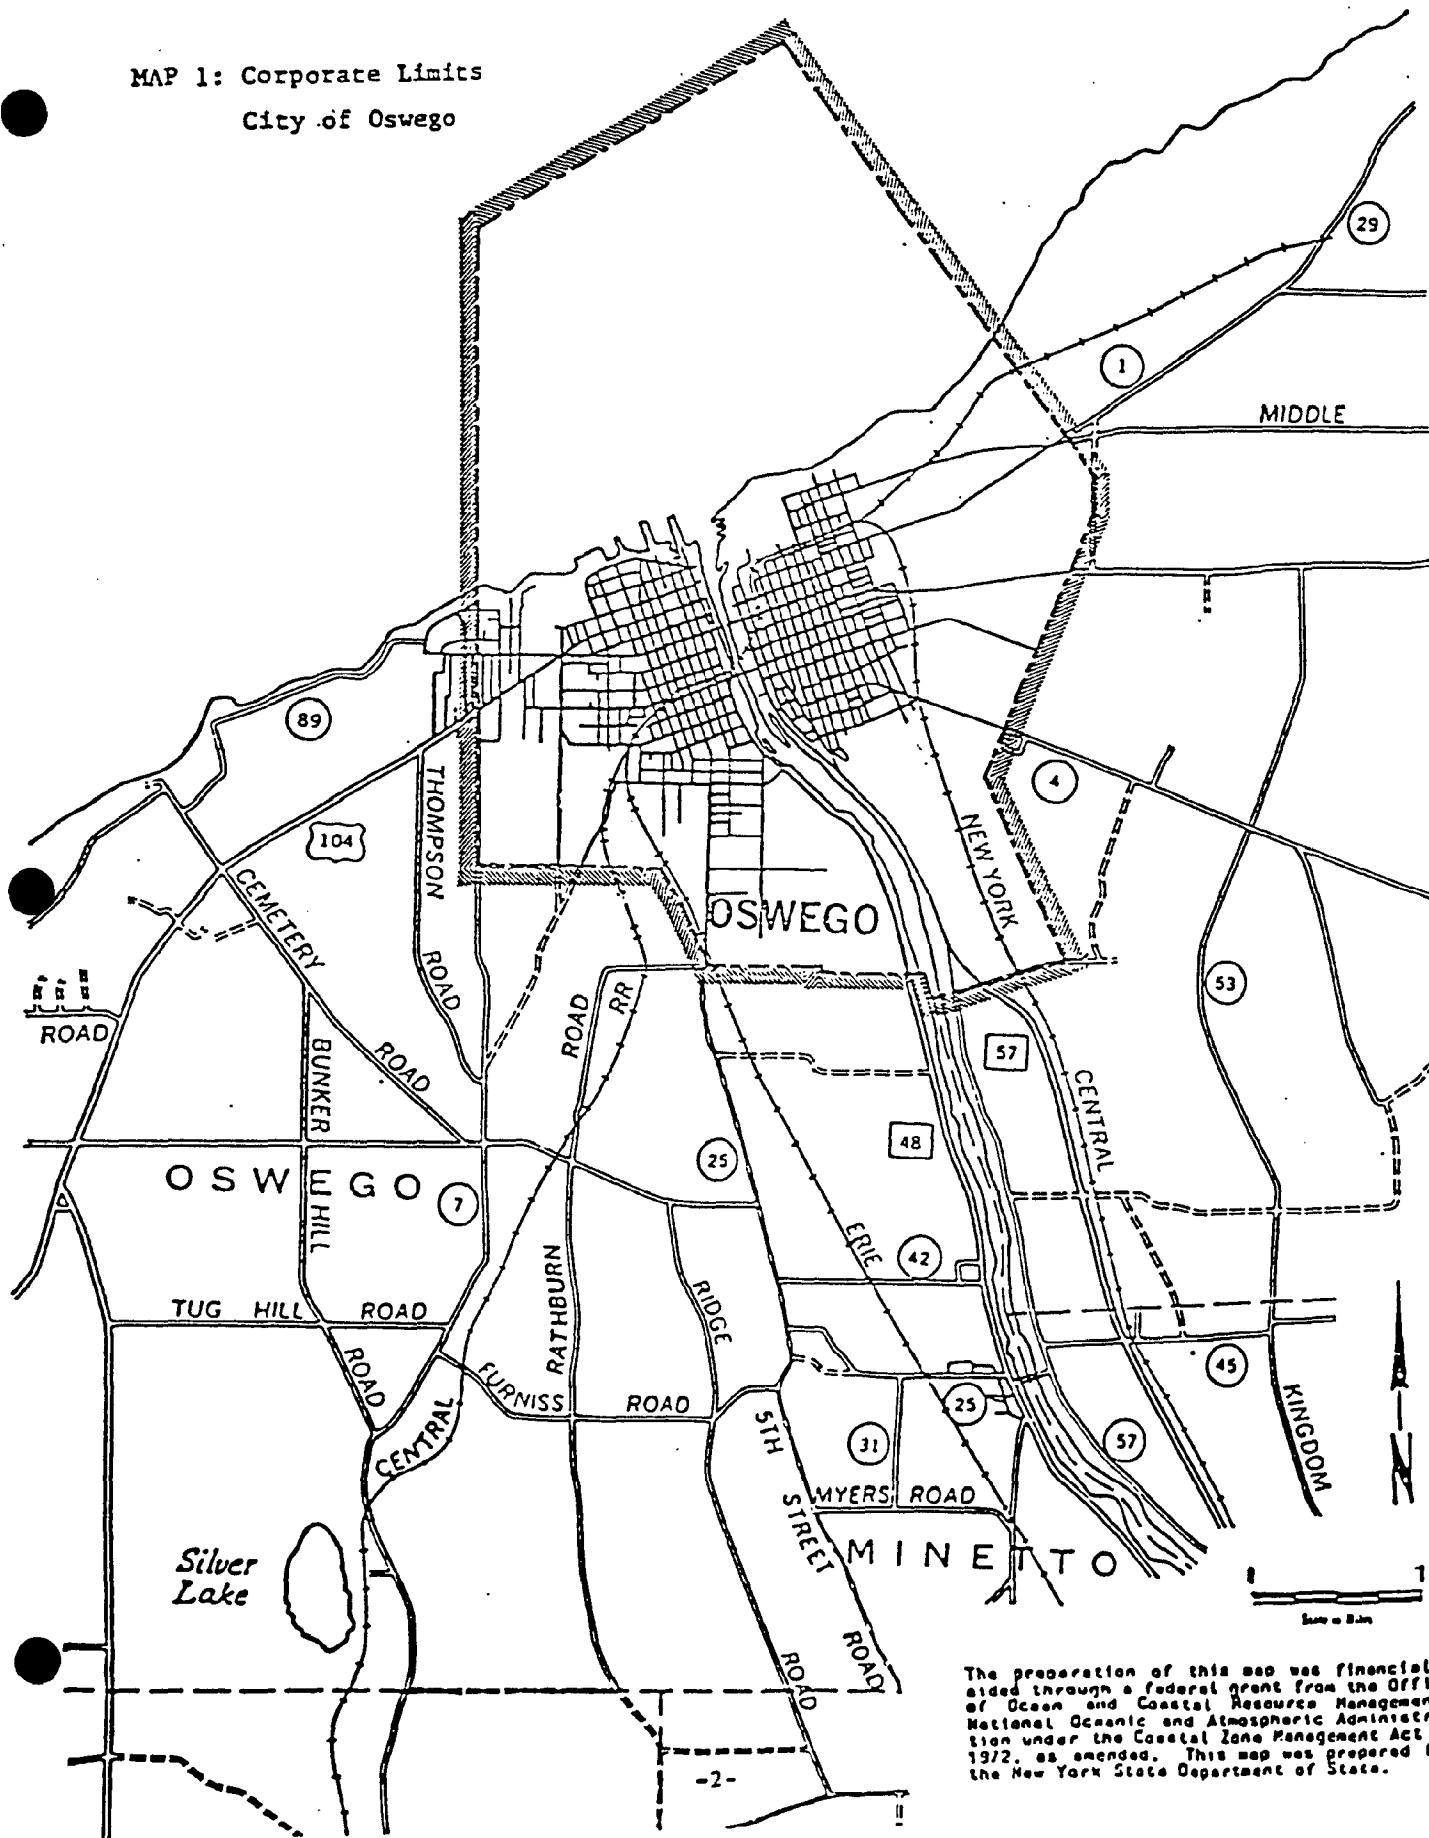 MAP 1: Corporate Limits
City of Oswego
29
1
MIDDLE
89
4
104
THOMPSON
NEW YORK
CEMETERY
OSWEGO
ROAD
53
ROAD
RR
ROAD
57
BUNKER
ROAD
CENTRAL
48
25
OSWEGO
7
HILL
ERIE
42
RATHBURN
RIDGE
TUG HILL ROAD
ROAD
45
FURNISS ROAD
KINGDOM
25
CENTRAL
5TH
31
57
N
MYERS ROAD
STREET
MINETTO
Silver
Lake
ROAD
ROAD
The preparation of this map was financial
aided through a federal grant from the Offi
of Ocean and Coastal Resource Managemen
National Oceanic and Atmospheric Administr
tion under the Coastal Zone Management Act
1972, as amended. This map was prepared
the New York State Department of State.
-2-